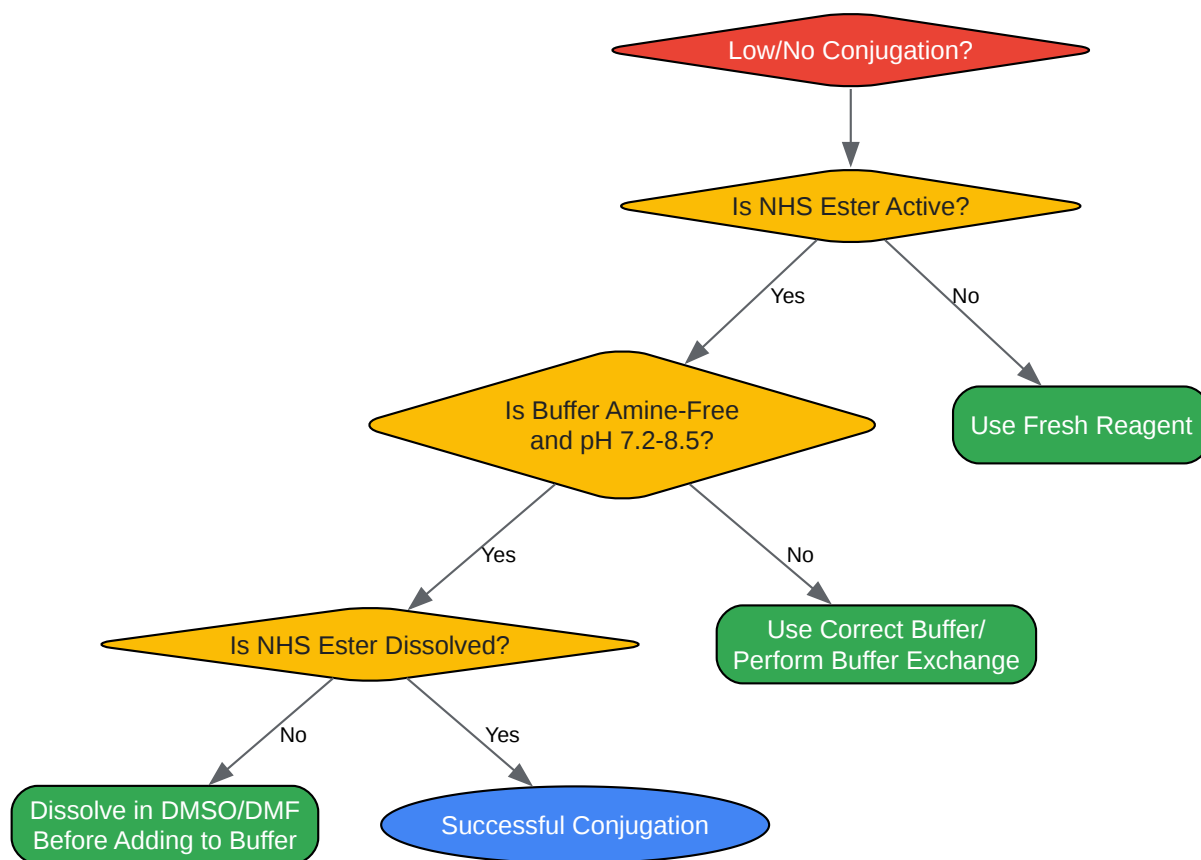 Low/No Conjugation?
Is NHS Ester Active?
Yes
No
Is Buffer Amine-Free
and pH 7.2-8.5?
Use Fresh Reagent
Yes
No
Is NHS Ester Dissolved?
Use Correct Buffer/
Perform Buffer Exchange
No
Yes
Dissolve in DMSO/DMF
Before Adding to Buffer
Successful Conjugation